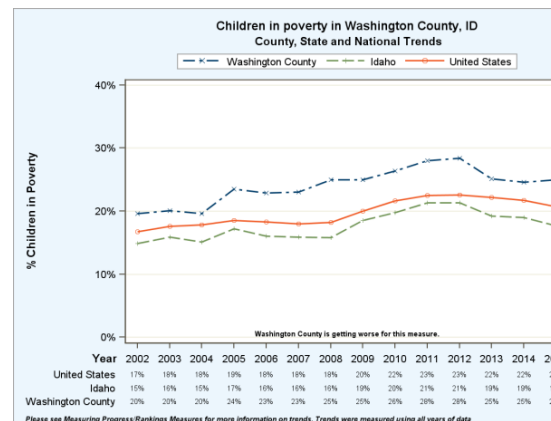 Children in poverty in Washington County, ID
County, State and National Trends
Washington County Idaho United States
% Children in Poverty
40%
30%
20%
10%
0%
Washington County is getting worse for this measure.
Year 2002 2003 2004 2005 2006 2007 2008 2009 2010 2011 2012 2013 2014
United States 17% 18% 18% 19% 18% 18% 18% 20% 22% 23% 23% 22% 22%
Idaho 15% 16% 15% 17% 16% 16% 16% 19% 20% 21% 21% 19% 19%
Washington County 20% 20% 20% 24% 23% 23% 25% 25% 26% 28% 28% 25% 25%
Please see Measuring Progress/Rankings Measures for more information on trends. Trends were measured using all years of data